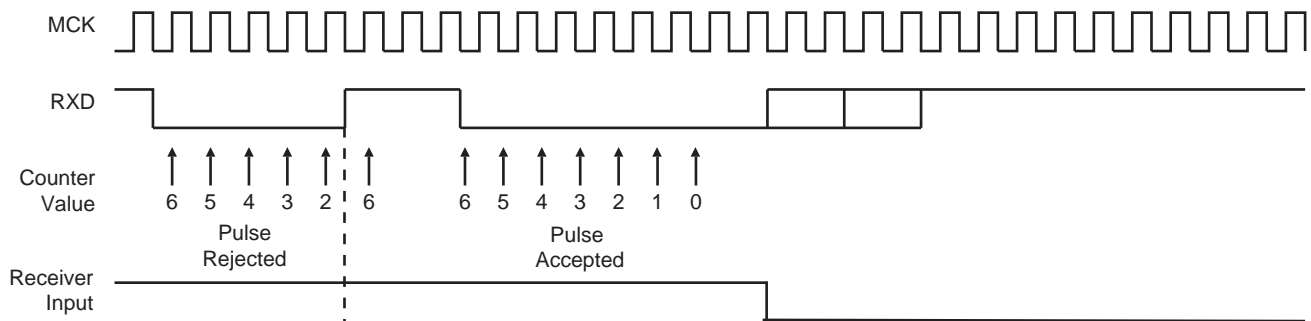 MCK
RXD
Counter
Value
6 5 4 3 2 6 6 5 4 3 2 1 0
Pulse
Rejected
Pulse
Accepted
Receiver
Input